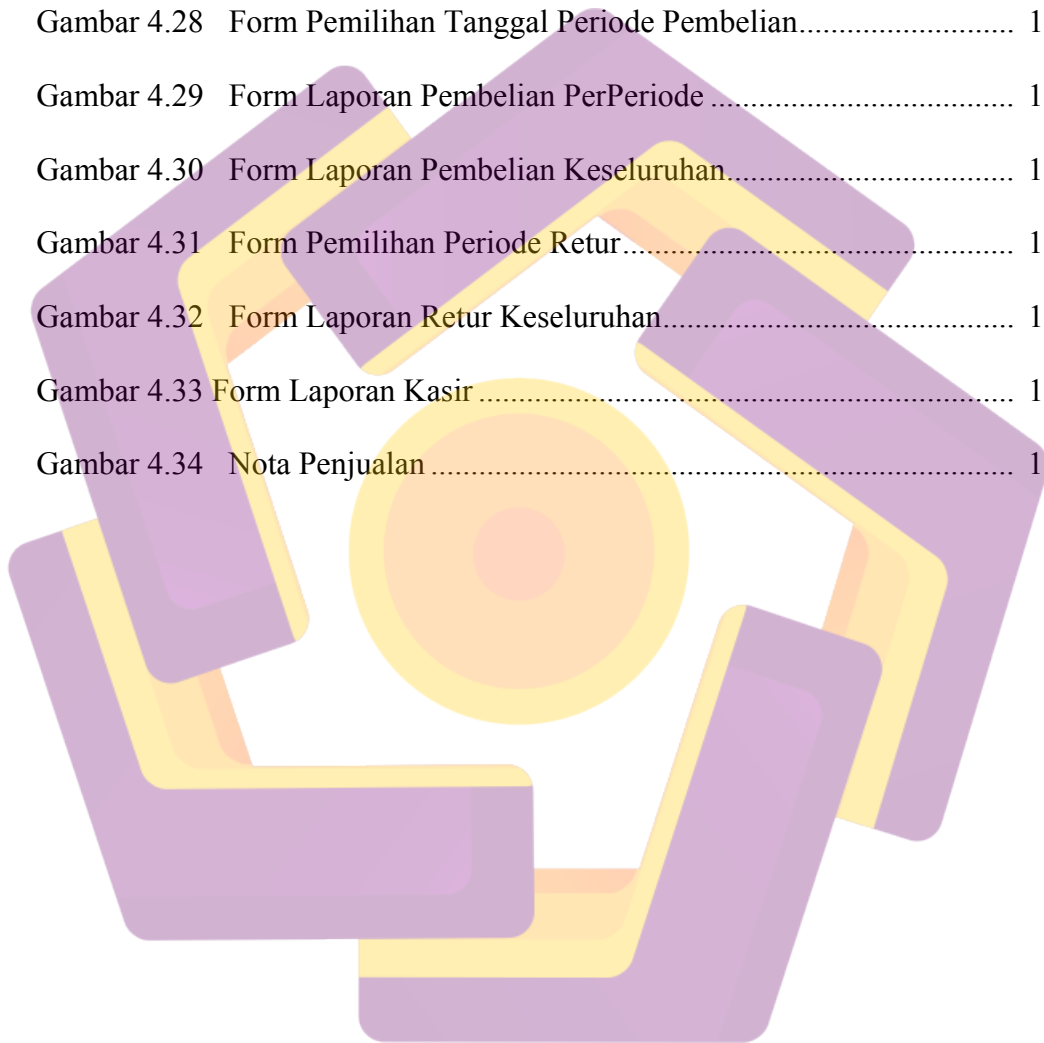 Gambar 4.28 Form Pemilihan Tanggal Periode Pembelian.................................. 1
Gambar 4.29 Form Laporan Pembelian PerPeriode ............................................... 1
Gambar 4.30 Form Laporan Pembelian Keseluruhan............................................. 1
Gambar 4.31 Form Pemilihan Periode Retur............................................................ 1
Gambar 4.32 Form Laporan Retur Keseluruhan...................................................... 1
Gambar 4.33 Form Laporan Kasir ................................................................................. 1
Gambar 4.34 Nota Penjualan ......................................................................................... 1